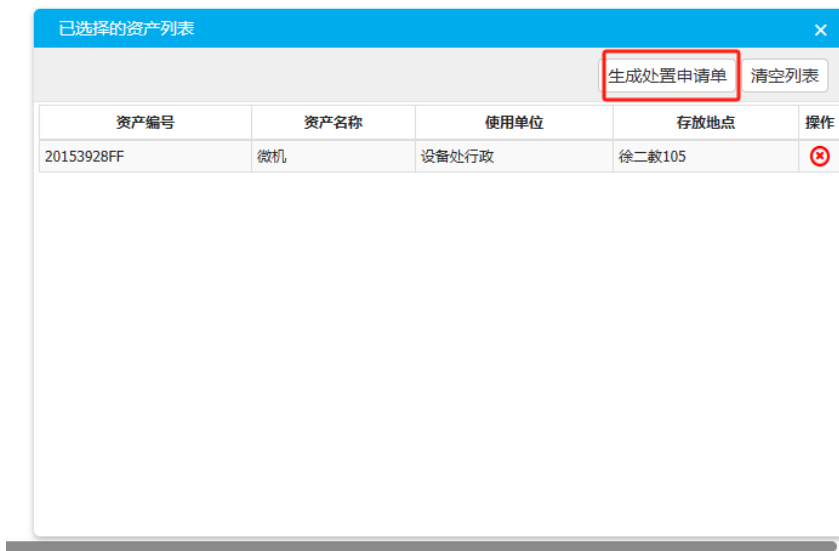 已选择的资产列表
生成处置申请单 清空列表
资产编号 资产名称 使用单位 存放地点 操作
20153928FF 微机 设备处行政 徐二教105